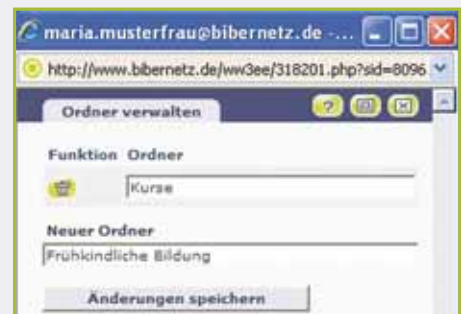 maria.musterfrau@bibernetz.de -...
http://www.bibernetz.de/ww3ee/318201.php?sid=8096
Ordner verwalten
Funktion Ordner
Kurse
Neuer Ordner
Frühkindliche Bildung
Änderungen speichern